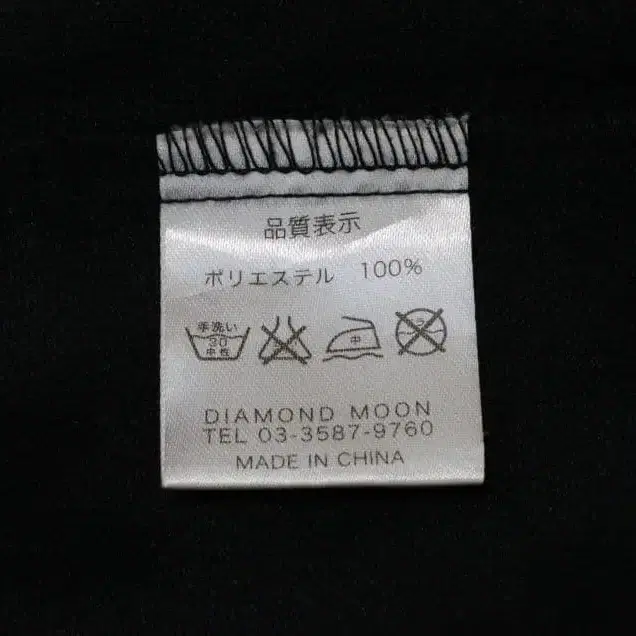 品質表示
ポリエステル 100%
手洗い
30
中性
中
DIAMOND MOON
TEL 03-3587-9760
MADE IN CHINA